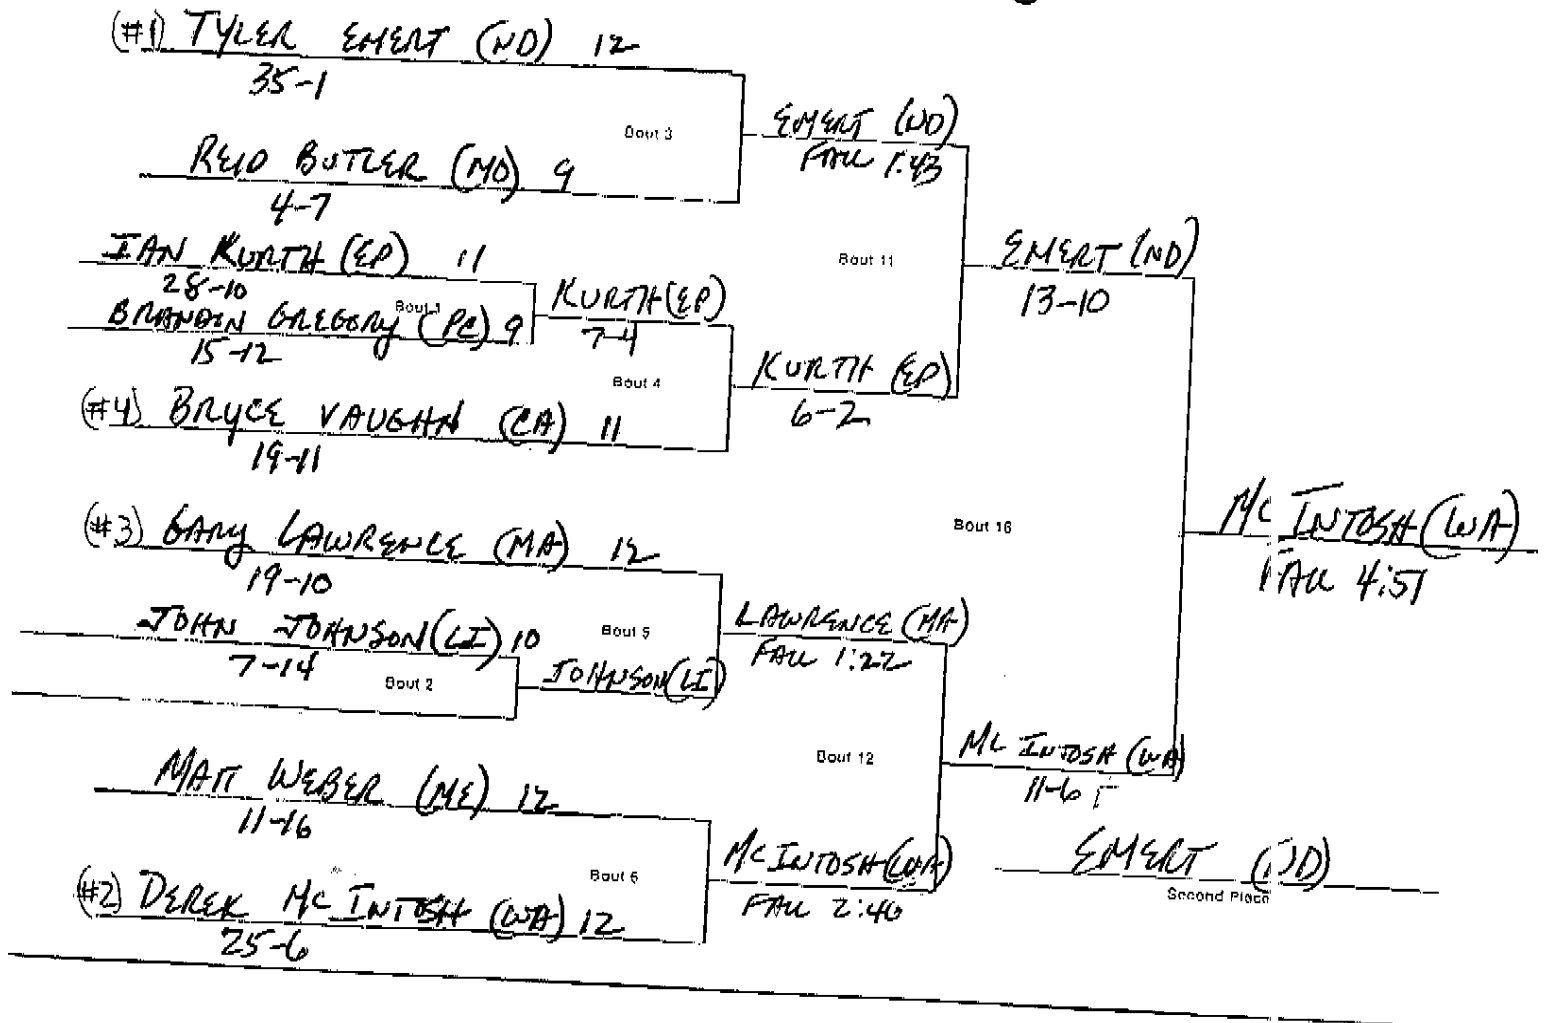 (#1) TYLER EMERT (ND) 12
35-1
Bout 3
REID BUTLER (MO) 9
4-7
EMERT (ND)
FALL 1:43
IAN KURTH (EP) 11
28-10
Bout 1
BRANDEN GREGORY (PC) 9
15-12
KURTH (EP)
7-4
Bout 4
(#4) BRYCE VAUGHN (CA) 11
19-11
KURTH (EP)
6-2
Bout 11
EMERT (ND)
13-10
(#3) GARY LAWRENCE (MA) 12
19-10
JOHN JOHNSON (LI) 10
7-14
Bout 2
JOHNSON (LI)
Bout 5
LAWRENCE (MA)
FALL 1:22
MATT WEBER (ME) 12
11-16
Bout 6
(#2) DEREK MC INTOSH (WA) 12
25-6
MC INTOSH (WA)
FALL 2:46
Bout 12
MC INTOSH (WA)
11-6
Bout 16
MC INTOSH (WA)
FALL 4:51
EMERT (ND)
Second Place